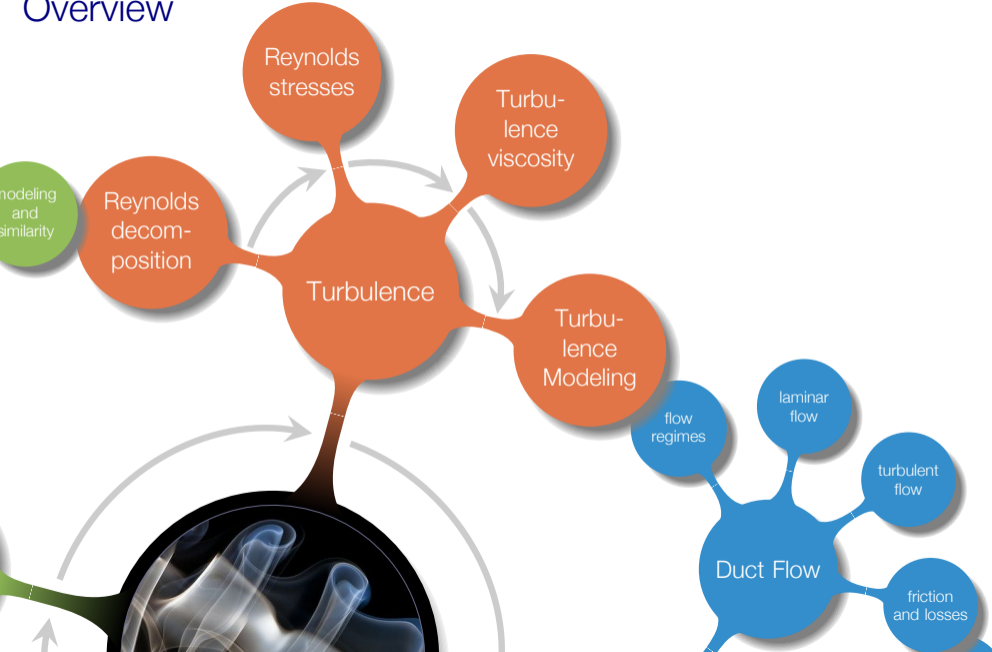 Overview
Reynolds
stresses
Turbu-
lence
viscosity
modeling
and
similarity
Reynolds
decom-
position
Turbulence
Turbu-
lence
Modeling
flow
regimes
laminar
flow
turbulent
flow
Duct Flow
friction
and losses